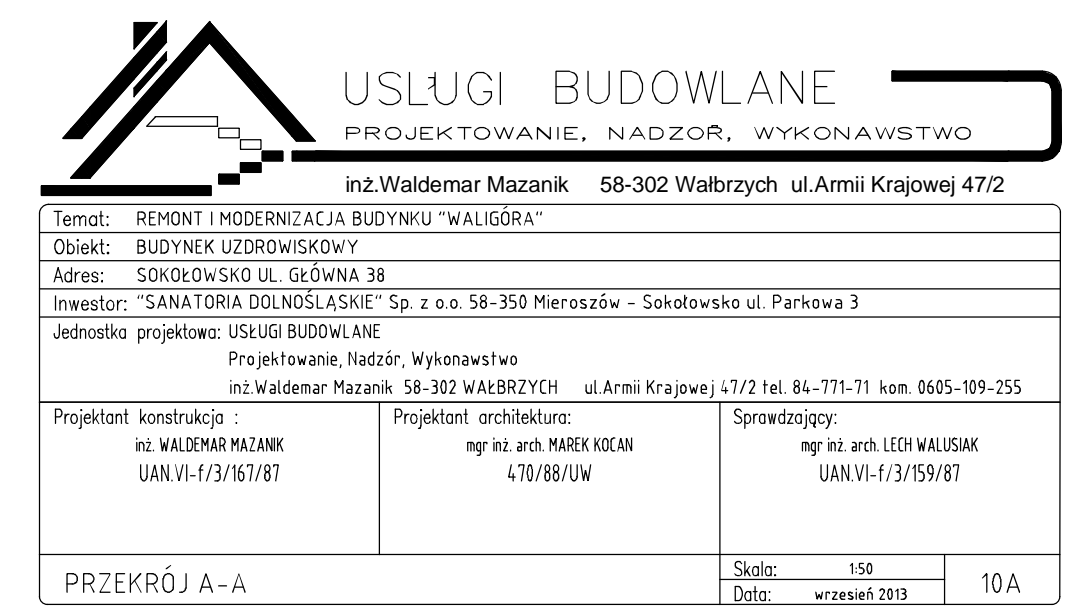 USŁUGI BUDOWLANE
PROJEKTOWANIE, NADZOŔ, WYKONAWSTWO
inż.Waldemar Mazanik 58-302 Wałbrzych ul.Armii Krajowej 47/2
Temat: REMONT I MODERNIZACJA BUDYNKU "WALIGÓRA"
Obiekt: BUDYNEK UZDROWISKOWY
Adres: SOKOŁOWSKO UL. GŁÓWNA 38
Inwestor: "SANATORIA DOLNOŚLĄSKIE" Sp. z o.o. 58-350 Mieroszów - Sokołowsko ul. Parkowa 3
Jednostka projektowa: USŁUGI BUDOWLANE
Projektowanie, Nadzór, Wykonawstwo
inż.Waldemar Mazanik 58-302 WAŁBRZYCH ul.Armii Krajowej 47/2 tel. 84-771-71 kom. 0605-109-255
Projektant konstrukcja : Projektant architektura: Sprawdzający:
inż. WALDEMAR MAZANIK mgr inż. arch. MAREK KOCAN mgr inż. arch. LECH WALUSIAK
UAN.VI-f/3/167/87 470/88/UW UAN.VI-f/3/159/87
PRZEKRÓJ A-A
Skala: 1:50
Data: wrzesień 2013
10A